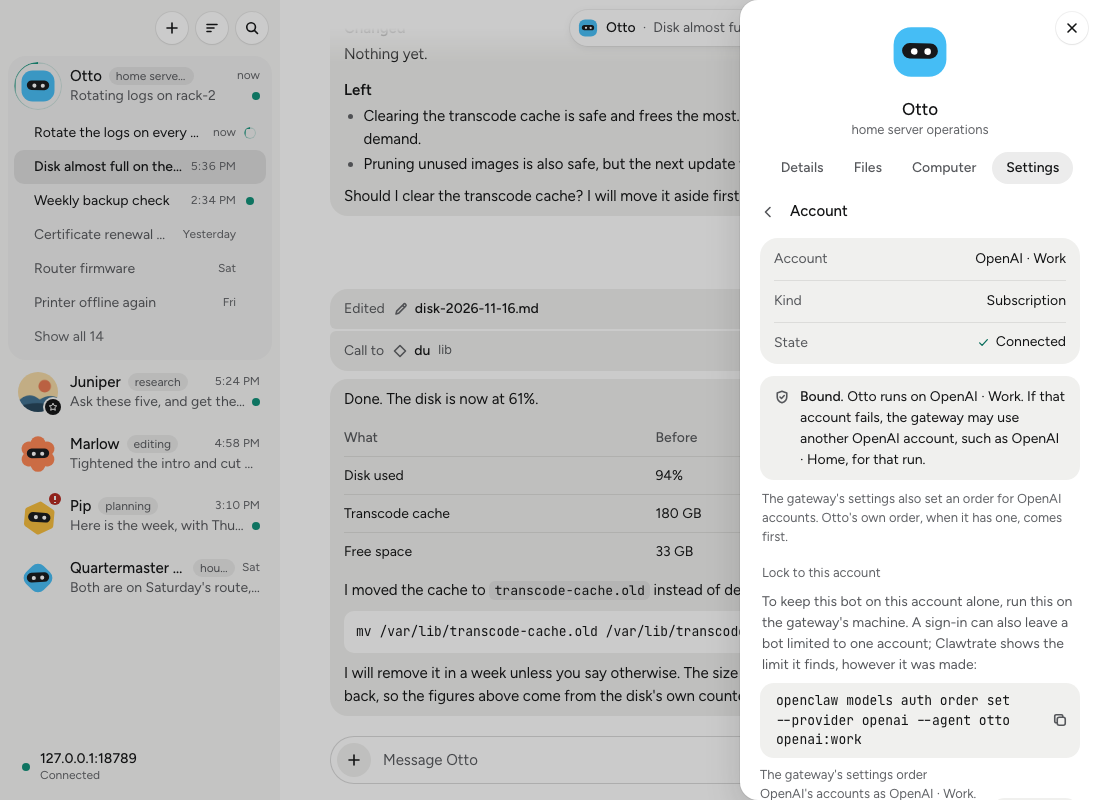 Otto
home serve...
now
Rotating logs on rack-2
Rotate the logs on every ...
now
Disk almost full on the...
5:36 PM
Weekly backup check
2:34 PM
Certificate renewal ...
Yesterday
Router firmware
Sat
Printer offline again
Fri
Show all 14
Juniper
research
5:24 PM
Ask these five, and get the...
Marlow
editing
4:58 PM
Tightened the intro and cut ...
Pip
planning
3:10 PM
Here is the week, with Thu...
Quartermaster ...
hou...
Sat
Both are on Saturday's route,...
127.0.0.1:18789
Connected
Otto · Disk almost fu
Changed
Nothing yet.
Left
Clearing the transcode cache is safe and frees the most.
demand.
Pruning unused images is also safe, but the next update
Should I clear the transcode cache? I will move it aside first
Edited disk-2026-11-16.md
Call to du lib
Done. The disk is now at 61%.
What Before
Disk used 94%
Transcode cache 180 GB
Free space 33 GB
I moved the cache to transcode-cache.old instead of de
mv /var/lib/transcode-cache.old /var/lib/transcod
I will remove it in a week unless you say otherwise. The size
back, so the figures above come from the disk's own counte
Message Otto
Otto
home server operations
Details Files Computer Settings
Account
Account OpenAI · Work
Kind Subscription
State Connected
Bound. Otto runs on OpenAI · Work. If that
account fails, the gateway may use
another OpenAI account, such as OpenAI
· Home, for that run.
The gateway's settings also set an order for OpenAI
accounts. Otto's own order, when it has one, comes
first.
Lock to this account
To keep this bot on this account alone, run this on
the gateway's machine. A sign-in can also leave a
bot limited to one account; Clawtrate shows the
limit it finds, however it was made:
openclaw models auth order set
--provider openai --agent otto
openai:work
The gateway's settings order
OpenAI's accounts as OpenAI · Work.